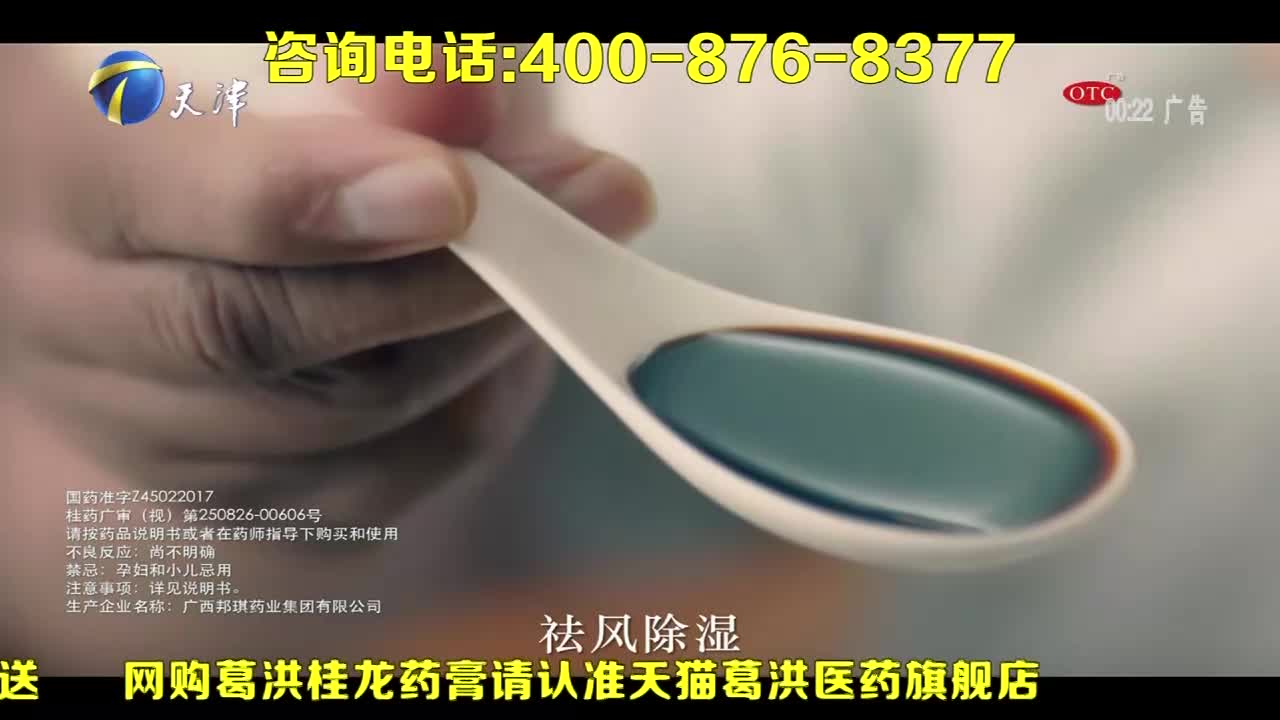 咨询电话:400-876-8377
天津
OTC
00:22 广告
国药准字Z45022017
桂药广审（视）第250826-00606号
请按药品说明书或者在药师指导下购买和使用
不良反应：尚不明确
禁忌：孕妇和小儿忌用
注意事项：详见说明书。
生产企业名称：广西邦琪药业集团有限公司
祛风除湿
送 网购葛洪桂龙药膏请认准天猫葛洪医药旗舰店